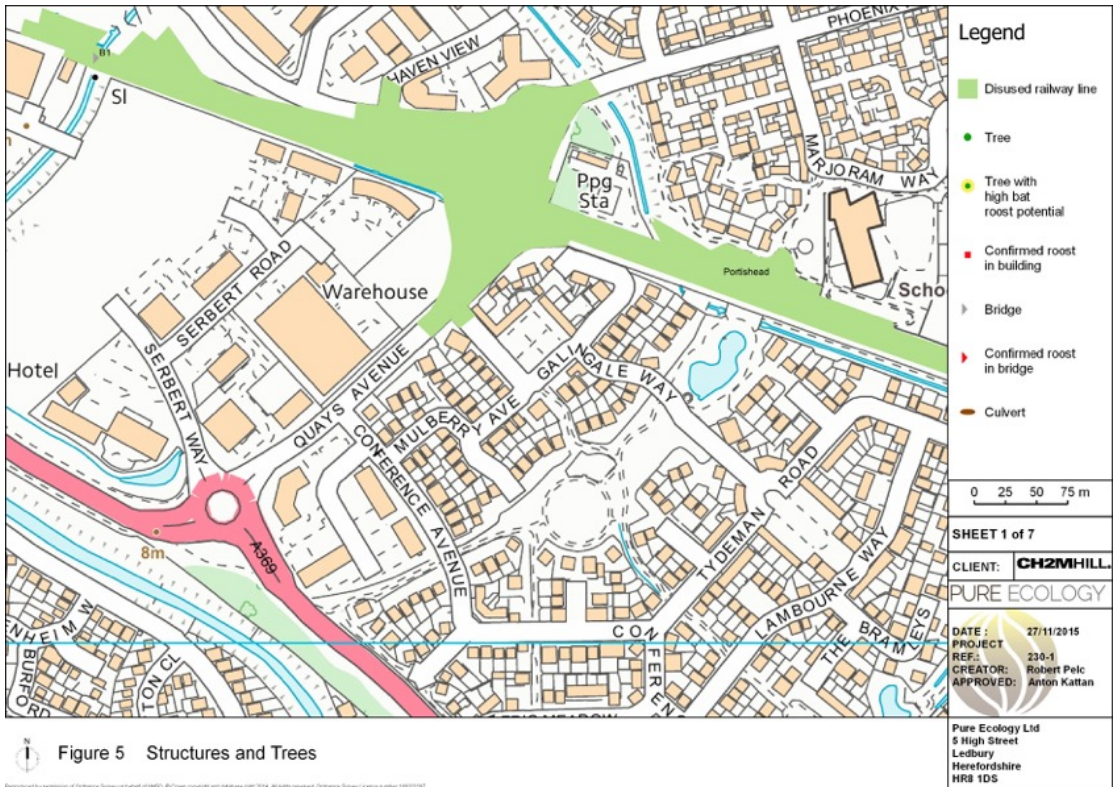 B1
SI
HAVEN VIEW
PHOENIX
MARJORAM WAY
Ppg
Sta
Portishead
Schoo
SERBERT ROAD
Warehouse
SERBERT WAY
Hotel
QUAYS AVENUE
GALINGALE WAY
MULBERRY AVE
CONFERENCE AVENUE
8m
A369
TYDEMAN ROAD
LAMBOURNE WAY
THE BRAMLEYS
CONFERENC
BURFORD
TON CL
MEADOW
Legend
Disused railway line
Tree
Tree with
high bat
roost potential
Confirmed roost
in building
Bridge
Confirmed roost
in bridge
Culvert
0 25 50 75 m
SHEET 1 of 7
CLIENT: CH2MHILL.
PURE ECOLOGY
DATE : 27/11/2015
PROJECT
REF.: 230-1
CREATOR: Robert Pelc
APPROVED: Anton Kattan
Pure Ecology Ltd
5 High Street
Ledbury
Herefordshire
HR8 1DS
N
Figure 5 Structures and Trees